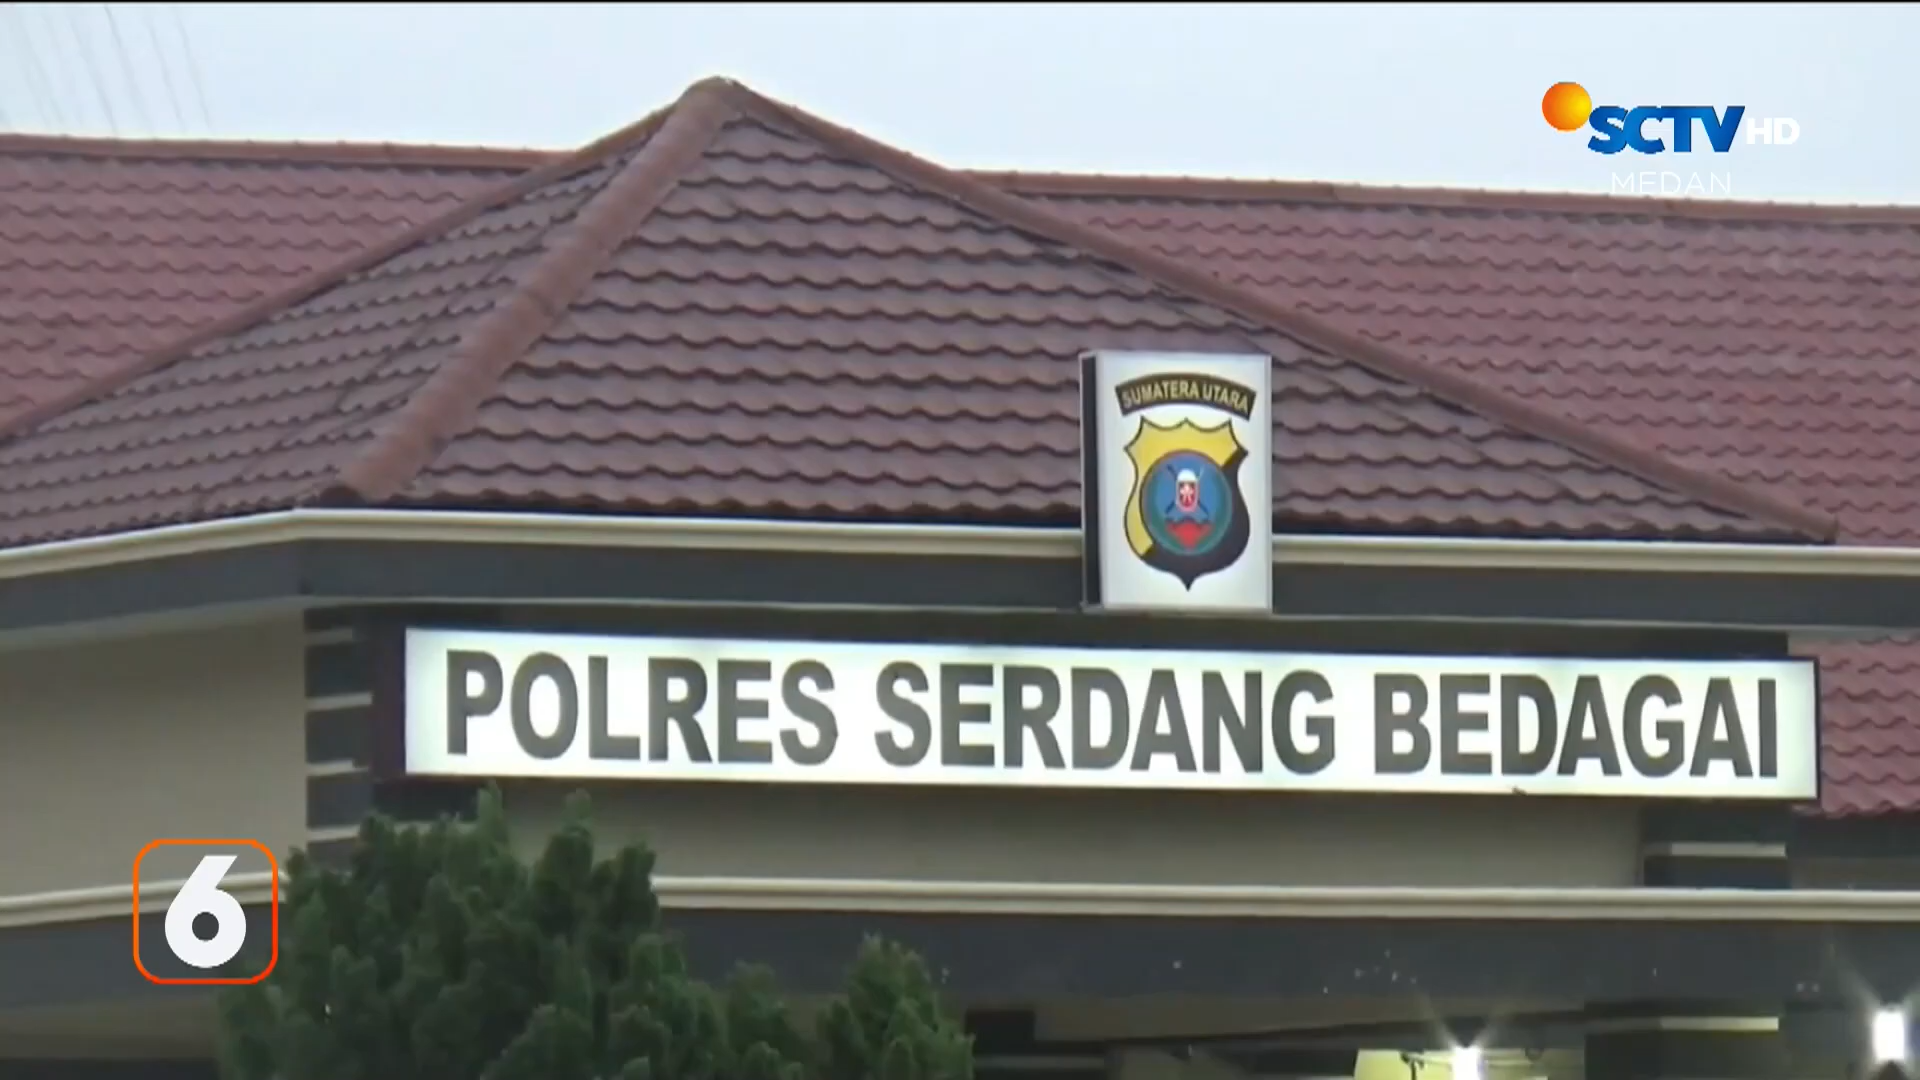 SCTV HD
MEDAN
SUMATERA UTARA
POLRES SERDANG BEDAGAI
6